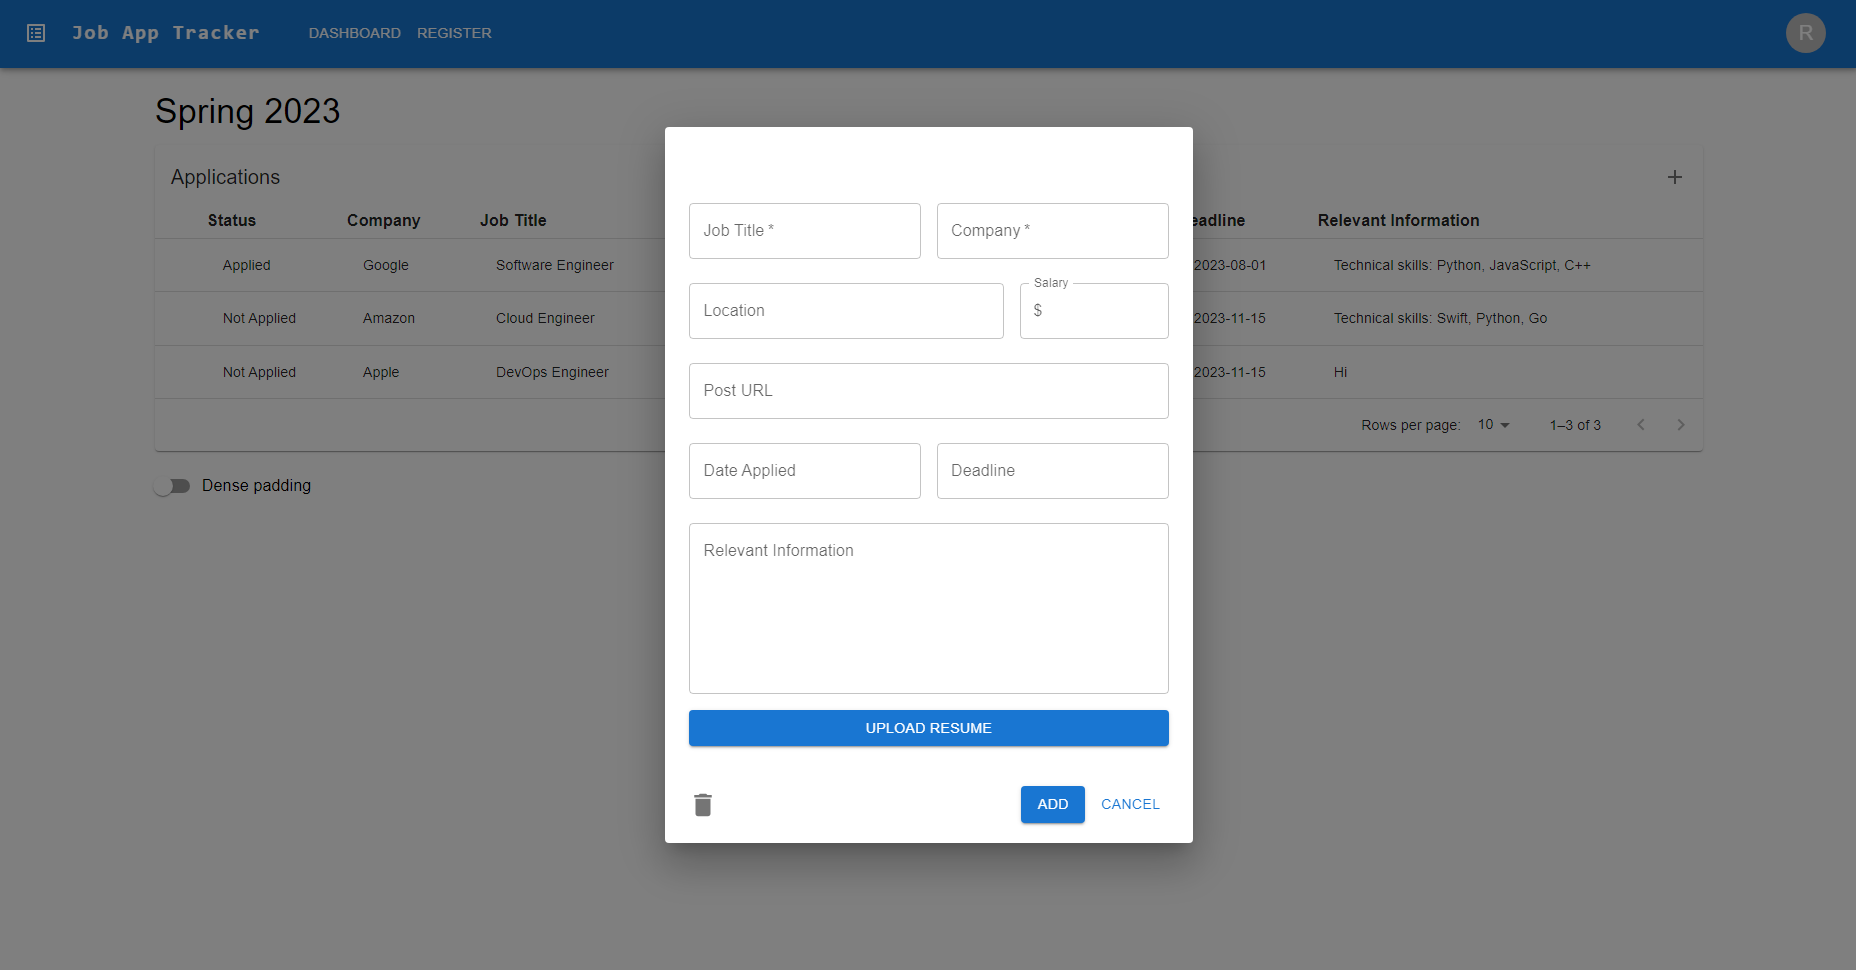 Job App Tracker DASHBOARD REGISTER R
Spring 2023
Applications
Status Company Job Title eadline Relevant Information
Applied Google Software Engineer 2023-08-01 Technical skills: Python, JavaScript, C++
Not Applied Amazon Cloud Engineer 2023-11-15 Technical skills: Swift, Python, Go
Not Applied Apple DevOps Engineer 2023-11-15 Hi
Rows per page: 10 1–3 of 3
Dense padding
Job Title * Company *
Salary
Location $
Post URL
Date Applied Deadline
Relevant Information
UPLOAD RESUME
ADD CANCEL